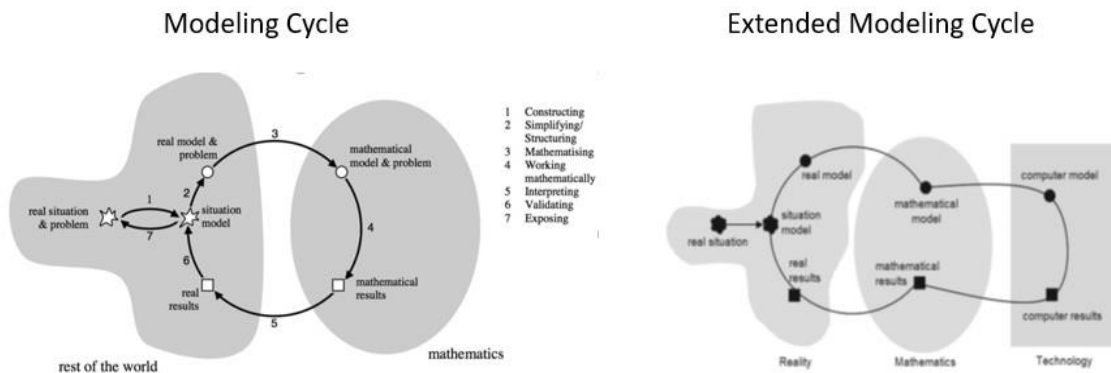 Modeling Cycle
real model &
problem
3
mathematical
model & problem
2
1
real situation
& problem
situation
model
7
6
4
real
results
mathematical
results
5
rest of the world
mathematics
1 Constructing
2 Simplifying/
Structuring
3 Mathematising
4 Working
mathematically
5 Interpreting
6 Validating
7 Exposing
Extended Modeling Cycle
real model
computer model
mathematical
model
situation
model
real situation
real
results
mathematical
results
computer results
Reality
Mathematics
Technology